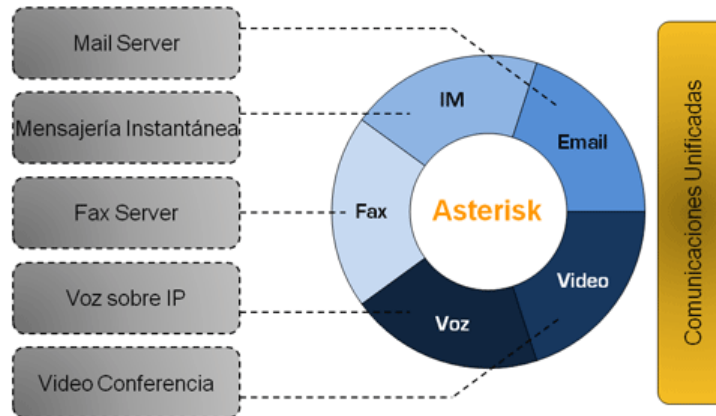 Mail Server
Mensajería Instantánea
Fax Server
Voz sobre IP
Video Conferencia
IM
Email
Fax
Asterisk
Video
Voz
Comunicaciones Unificadas